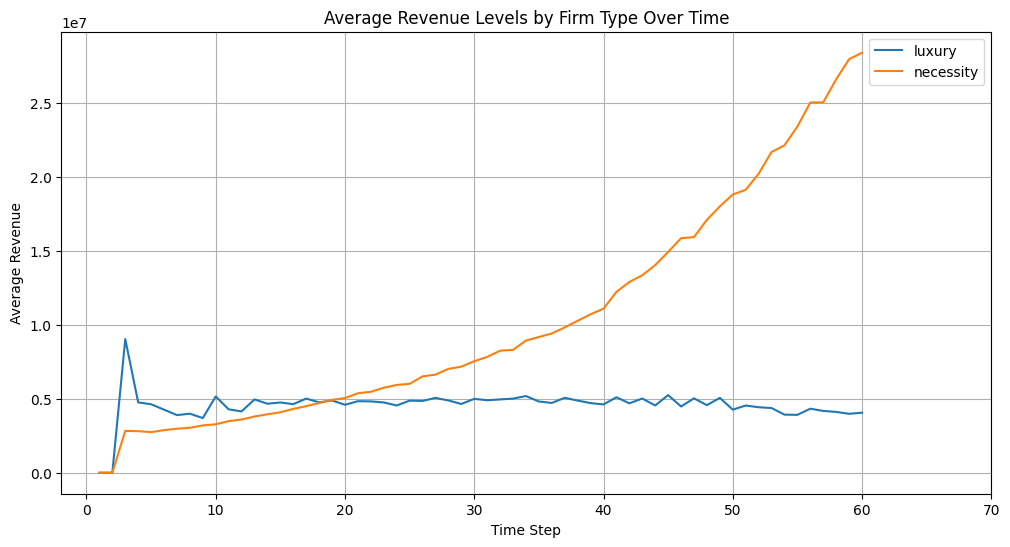 Average Revenue Levels by Firm Type Over Time
1e7
luxury
necessity
2.5
2.0
1.5
1.0
0.5
0.0
Average Revenue
0 10 20 30 40 50 60 70
Time Step